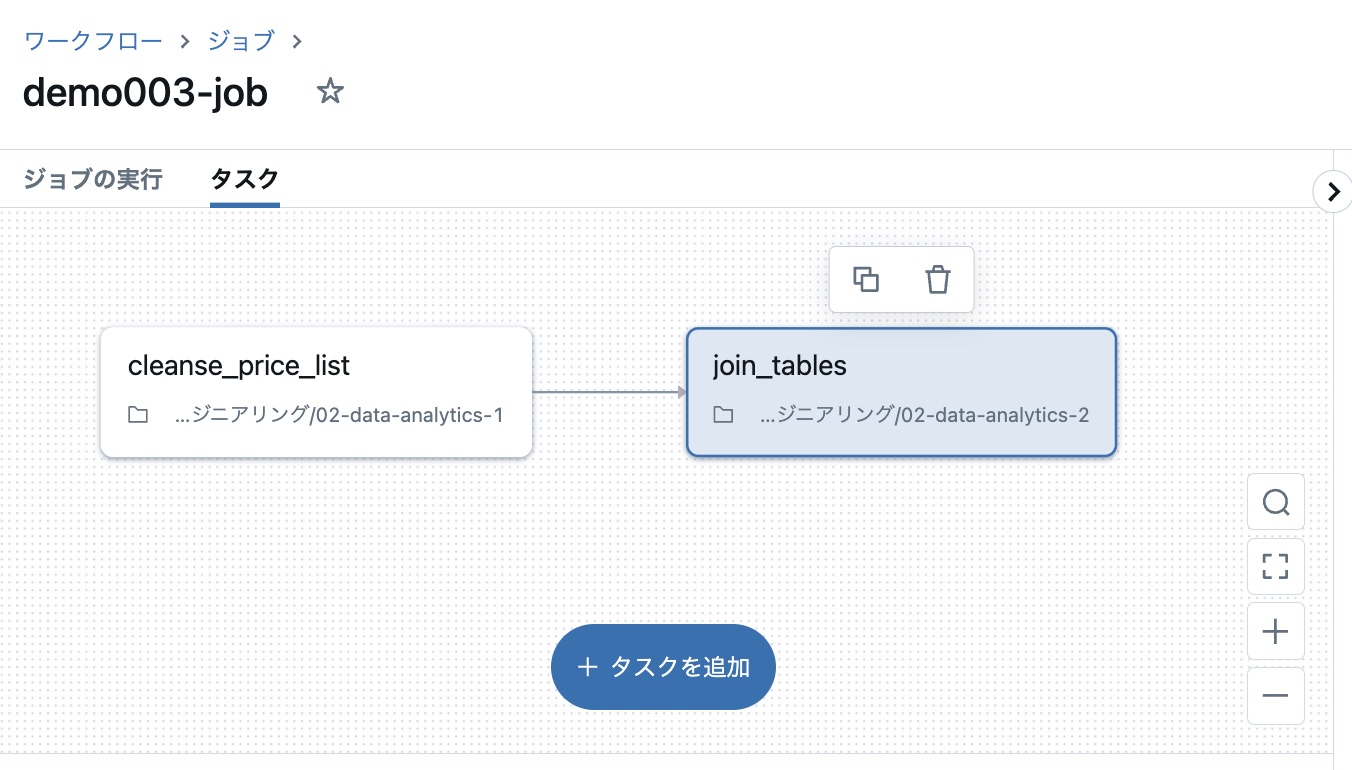 ワークフロー > ジョブ >
demo003-job
ジョブの実行 タスク
cleanse_price_list
...ジニアリング/02-data-analytics-1
join_tables
...ジニアリング/02-data-analytics-2
+ タスクを追加